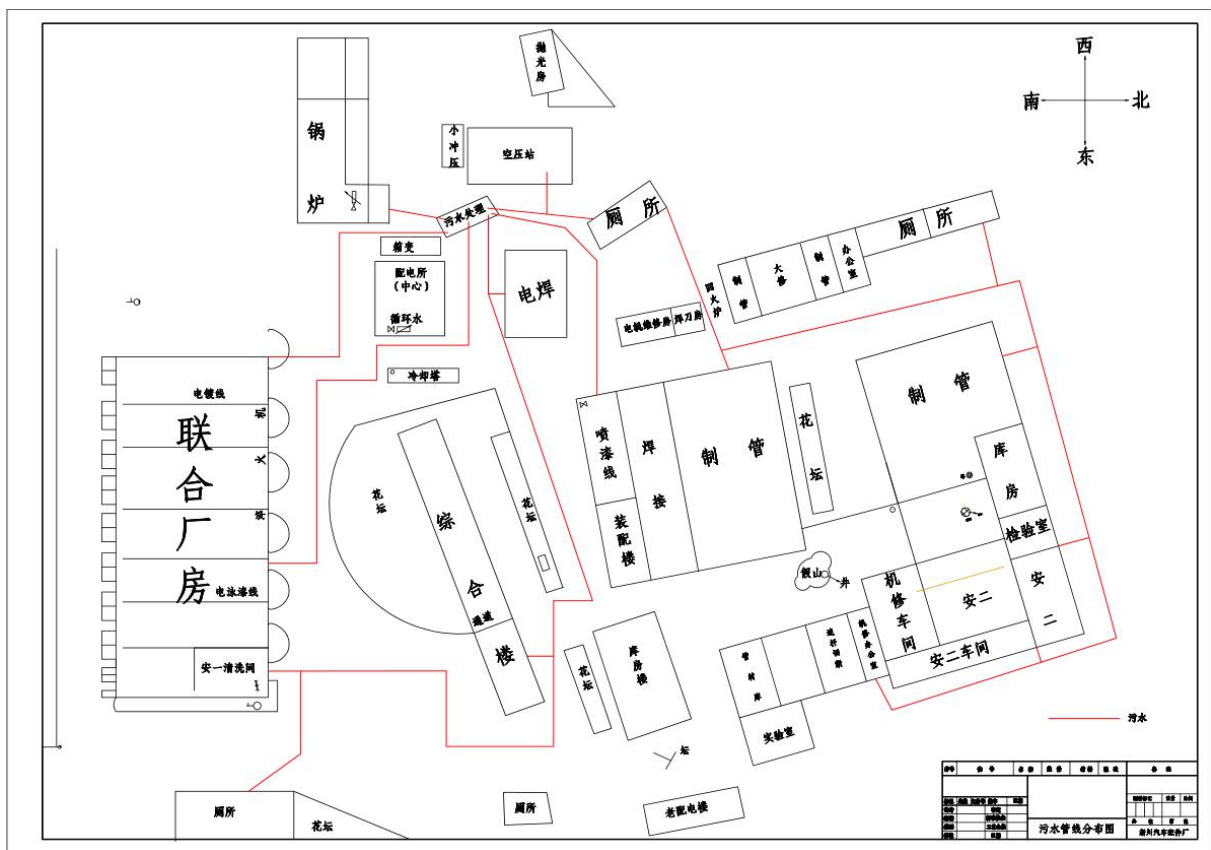 抛光房
西
南
北
东
锅炉
小冲压
空压站
污水处理
厕所
厕所
箱变
配电所
(中心)
循环水
电焊
制管
大修
制管
办公室
回火炉
电机维修房
焊刀房
冷却塔
电镀线
联合厂房
机
大
电泳漆线
安一清洗间
花坛
综合楼
通道
花坛
喷漆线
装配楼
焊接
制管
花坛
制管
库房
检验室
安二
假山
井
机修车间
安二
安二车间
管材库
机修办公室
实验室
花坛
库房楼
坛
厕所
花坛
厕所
老配电楼
污水
污水管线分布图